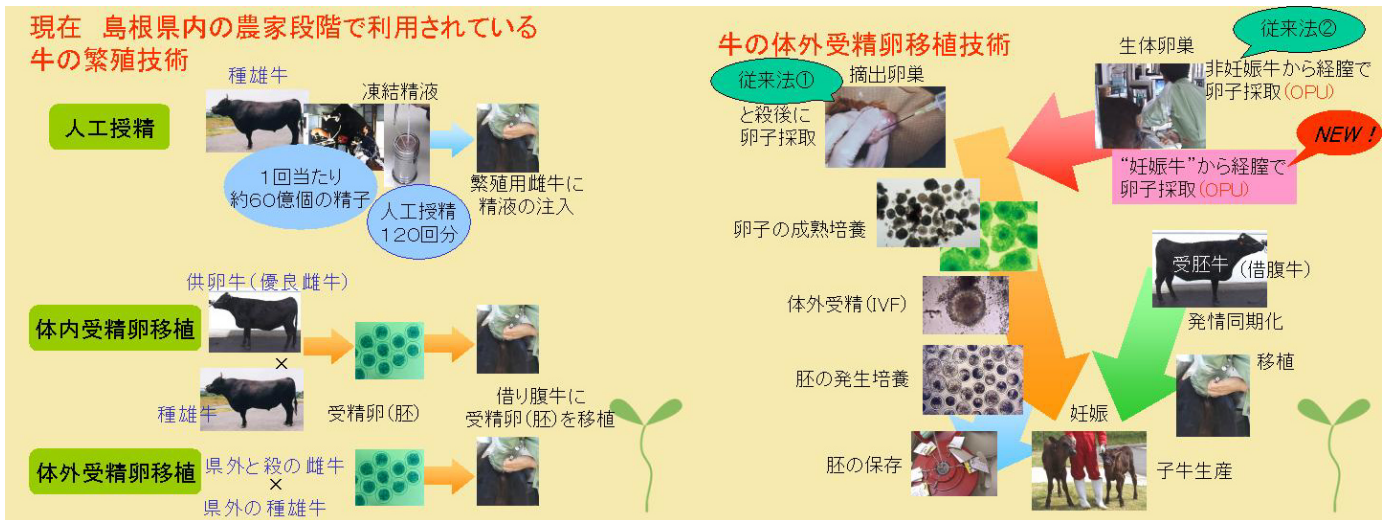 現在 島根県内の農家段階で利用されている
牛の繁殖技術
種雄牛
凍結精液
人工授精
1回当たり
約60億個の精子
人工授精
120回分
繁殖用雌牛に
精液の注入
供卵牛(優良雌牛)
体内受精卵移植
×
種雄牛
受精卵(胚)
借り腹牛に
受精卵(胚)を移植
体外受精卵移植
県外と殺の雌牛
×
県外の種雄牛
牛の体外受精卵移植技術
従来法①
摘出卵巣
と殺後に
卵子採取
生体卵巣
従来法②
非妊娠牛から経膣で
卵子採取(OPU)
NEW!
“妊娠牛”から経膣で
卵子採取(OPU)
卵子の成熟培養
体外受精(IVF)
胚の発生培養
胚の保存
受胚牛
(借腹牛)
発情同期化
移植
妊娠
子牛生産